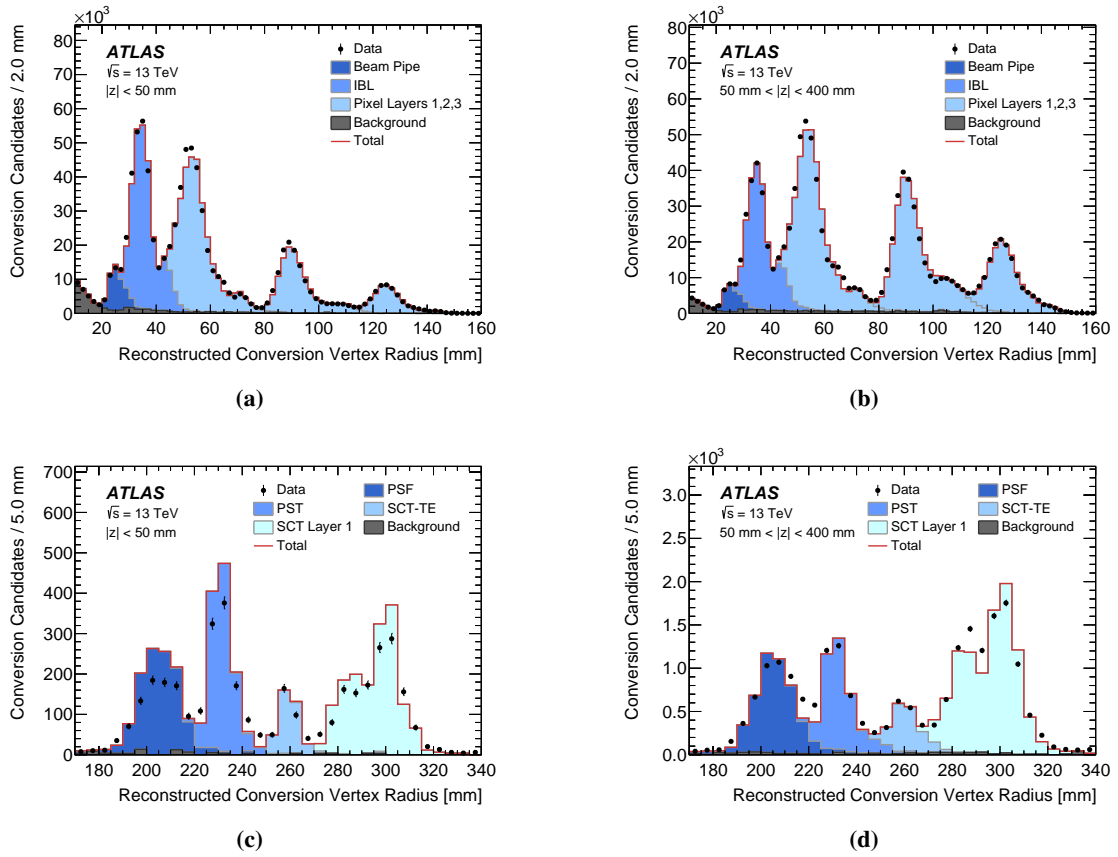 ×10³
Conversion Candidates / 2.0 mm
80
70
60
50
40
30
20
10
0
ATLAS
√s = 13 TeV
|z| < 50 mm
Data
Beam Pipe
IBL
Pixel Layers 1,2,3
Background
Total
20 40 60 80 100 120 140 160
Reconstructed Conversion Vertex Radius [mm]
(a)
×10³
Conversion Candidates / 2.0 mm
80
70
60
50
40
30
20
10
0
ATLAS
√s = 13 TeV
50 mm < |z| < 400 mm
Data
Beam Pipe
IBL
Pixel Layers 1,2,3
Background
Total
20 40 60 80 100 120 140 160
Reconstructed Conversion Vertex Radius [mm]
(b)
Conversion Candidates / 5.0 mm
700
600
500
400
300
200
100
0
ATLAS
√s = 13 TeV
|z| < 50 mm
Data PSF
PST SCT-TE
SCT Layer 1 Background
Total
180 200 220 240 260 280 300 320 340
Reconstructed Conversion Vertex Radius [mm]
(c)
×10³
Conversion Candidates / 5.0 mm
3.0
2.5
2.0
1.5
1.0
0.5
0.0
ATLAS
√s = 13 TeV
50 mm < |z| < 400 mm
Data PSF
PST SCT-TE
SCT Layer 1 Background
Total
180 200 220 240 260 280 300 320 340
Reconstructed Conversion Vertex Radius [mm]
(d)